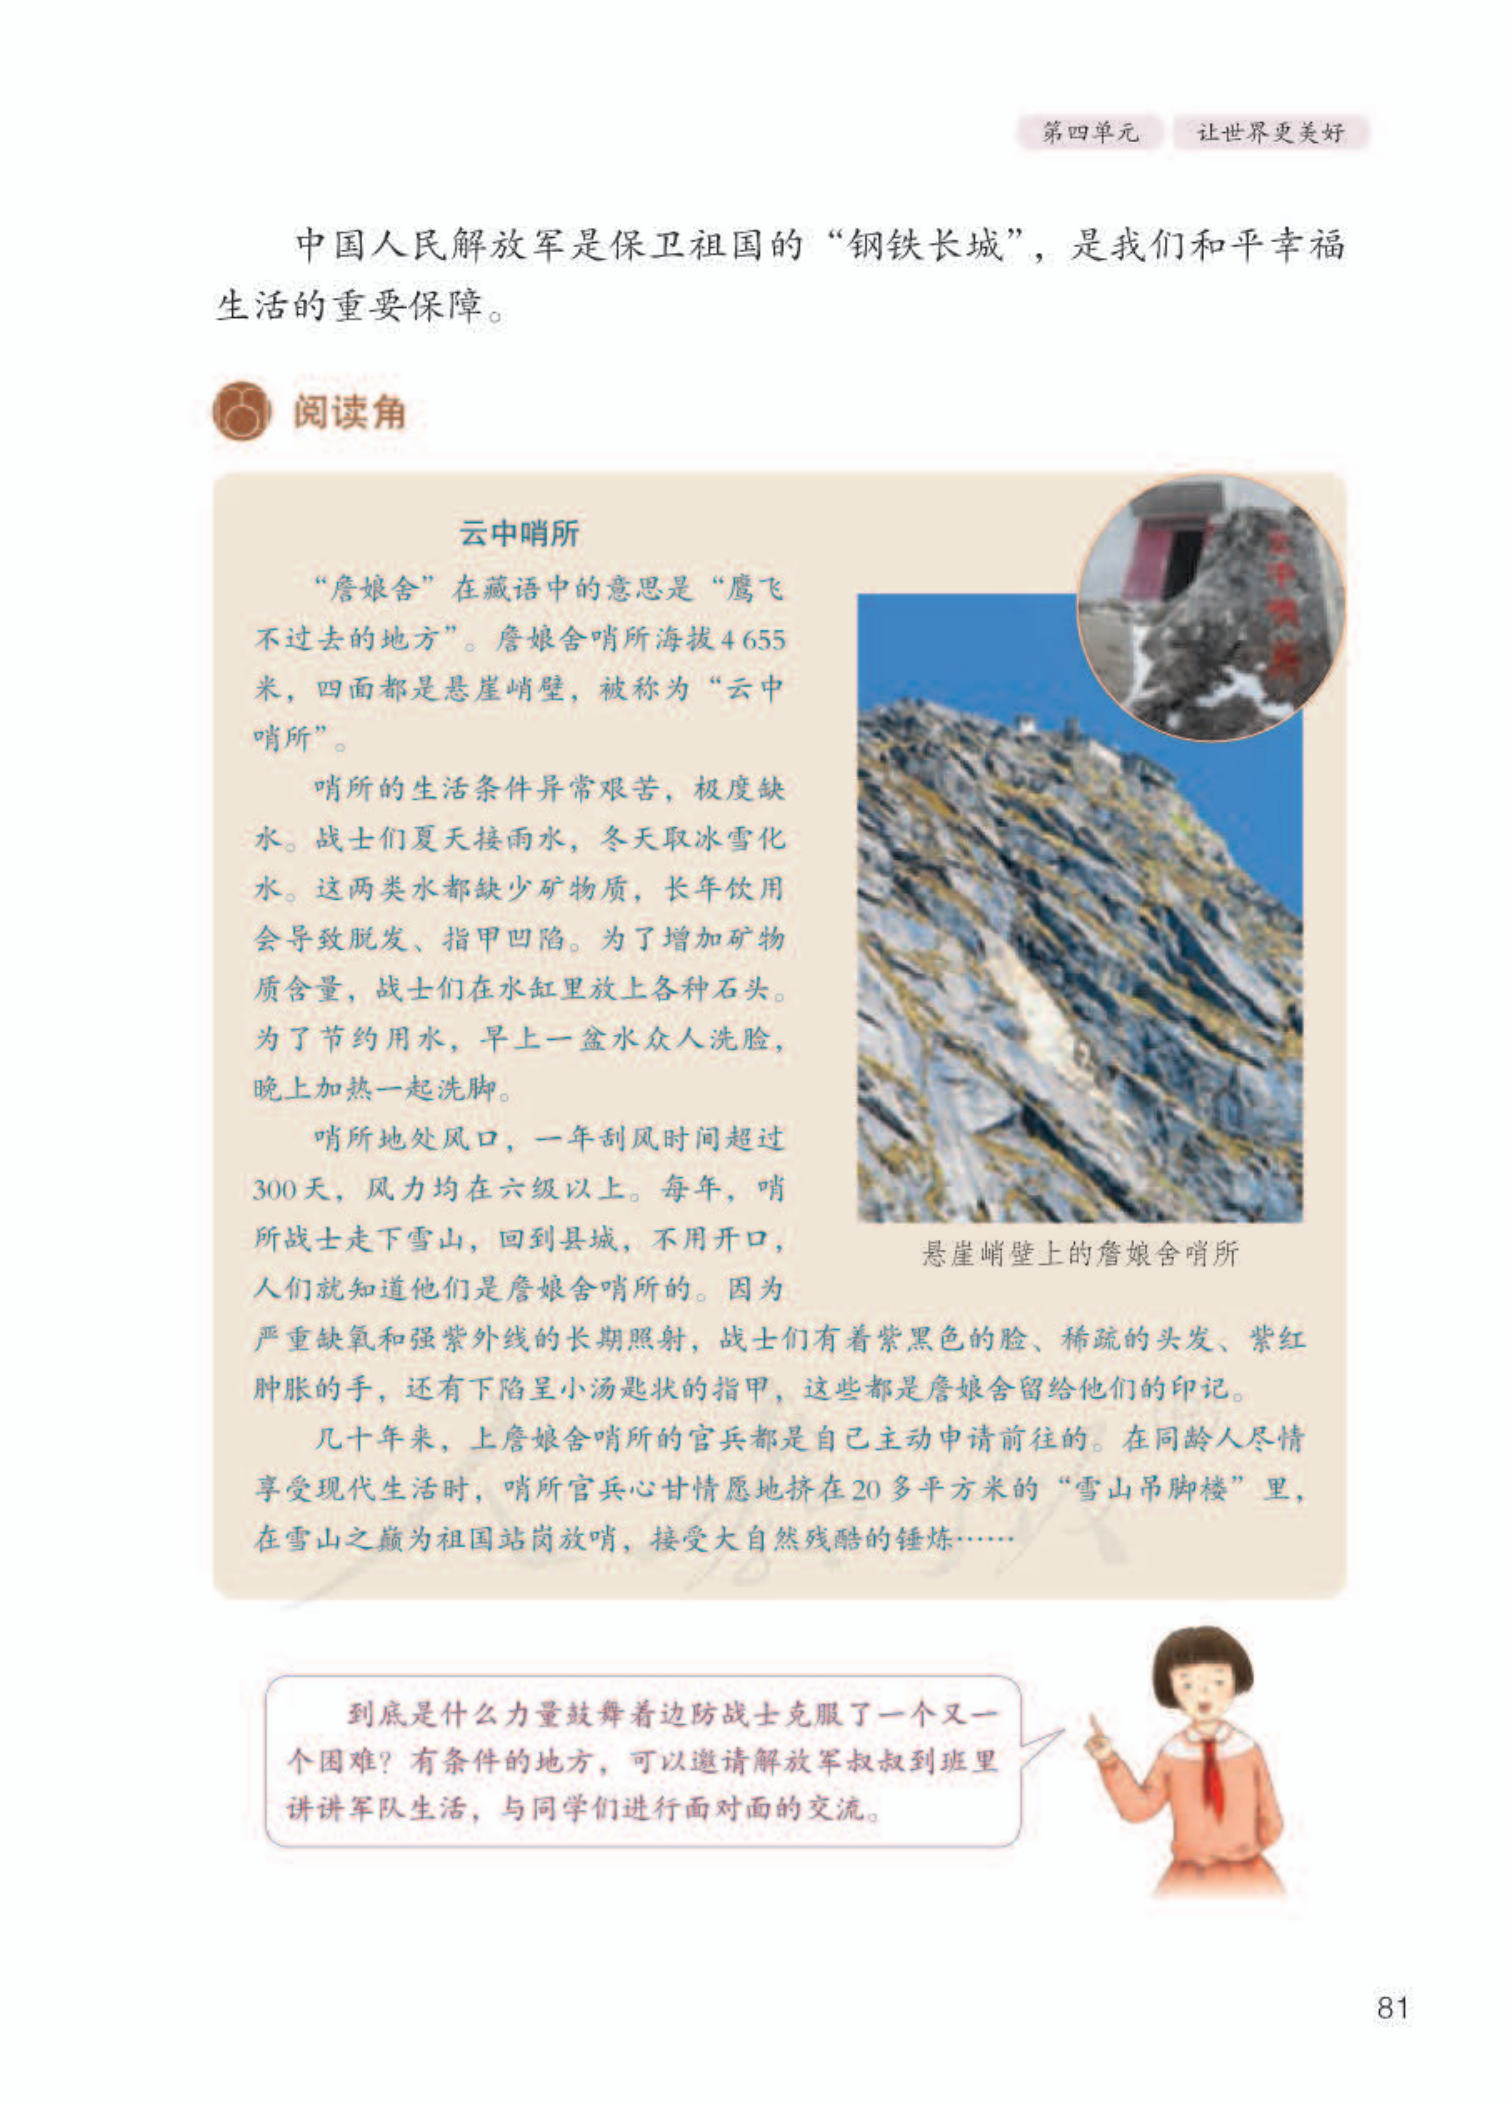 第四单元 让世界更美好
中国人民解放军是保卫祖国的“钢铁长城”，是我们和平幸福
生活的重要保障。
阅读角
云中哨所
“詹娘舍”在藏语中的意思是“鹰飞
不过去的地方”。詹娘舍哨所海拔4 655
米，四面都是悬崖峭壁，被称为“云中
哨所”。
哨所的生活条件异常艰苦，极度缺
水。战士们夏天接雨水，冬天取冰雪化
水。这两类水都缺少矿物质，长年饮用
会导致脱发、指甲凹陷。为了增加矿物
质含量，战士们在水缸里放上各种石头。
为了节约用水，早上一盆水众人洗脸，
晚上加热一起洗脚。
哨所地处风口，一年刮风时间超过
300天，风力均在六级以上。每年，哨
所战士走下雪山，回到县城，不用开口，
人们就知道他们是詹娘舍哨所的。因为
严重缺氧和强紫外线的长期照射，战士们有着紫黑色的脸、稀疏的头发、紫红
肿胀的手，还有下陷呈小汤匙状的指甲，这些都是詹娘舍留给他们的印记。
几十年来，上詹娘舍哨所的官兵都是自己主动申请前往的。在同龄人尽情
享受现代生活时，哨所官兵心甘情愿地挤在20多平方米的“雪山吊脚楼”里，
在雪山之巅为祖国站岗放哨，接受大自然残酷的锤炼……
云中哨所
悬崖峭壁上的詹娘舍哨所
到底是什么力量鼓舞着边防战士克服了一个又一
个困难？有条件的地方，可以邀请解放军叔叔到班里
讲讲军队生活，与同学们进行面对面的交流。
81